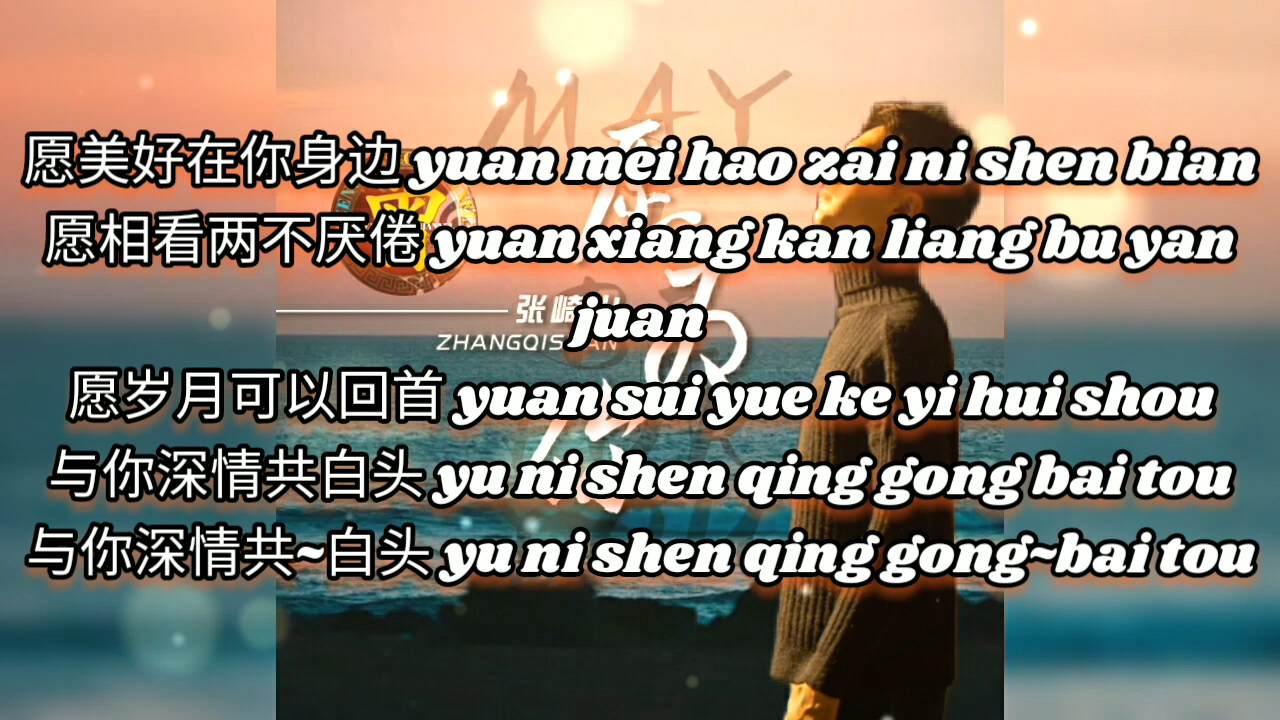 MAY
愿美好在你身边 yuan mei hao zai ni shen bian
愿相看两不厌倦 yuan xiang kan liang bu yan
juan
张崎
愿岁月可以回首 yuan sui yue ke yi hui shou
与你深情共白头 yu ni shen qing gong bai tou
与你深情共~白头 yu ni shen qing gong~bai tou